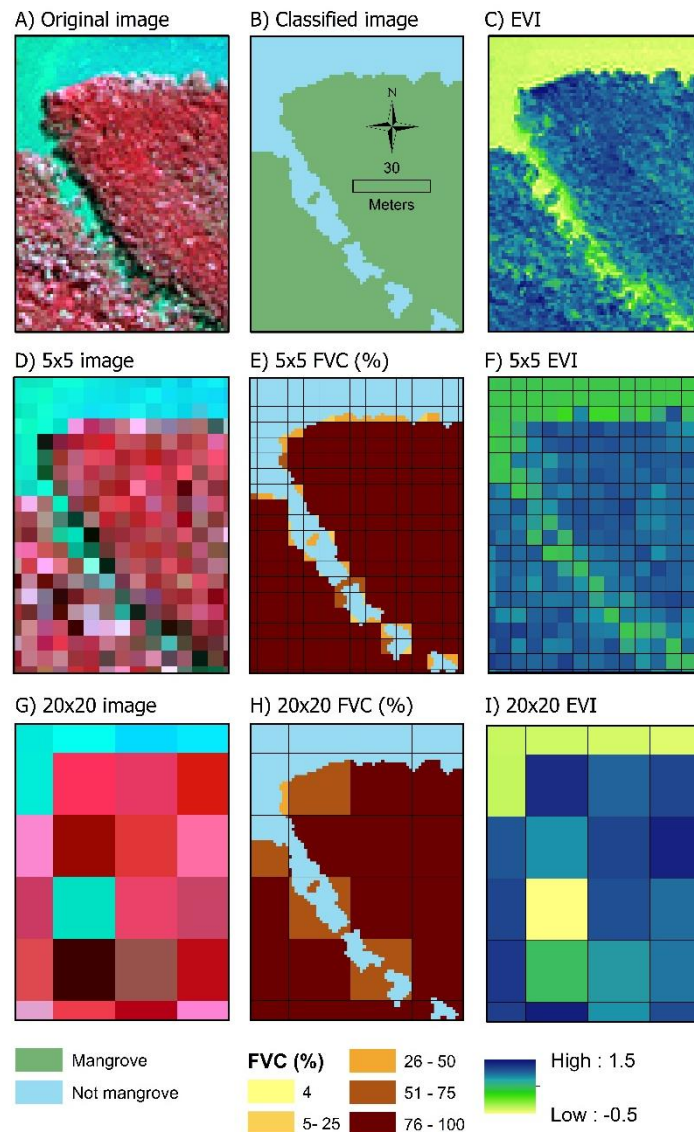 A) Original image
B) Classified image
C) EVI
N
30
Meters
D) 5x5 image
E) 5x5 FVC (%)
F) 5x5 EVI
G) 20x20 image
H) 20x20 FVC (%)
I) 20x20 EVI
Mangrove
Not mangrove
FVC (%)
4
5- 25
26 - 50
51 - 75
76 - 100
High : 1.5
Low : -0.5